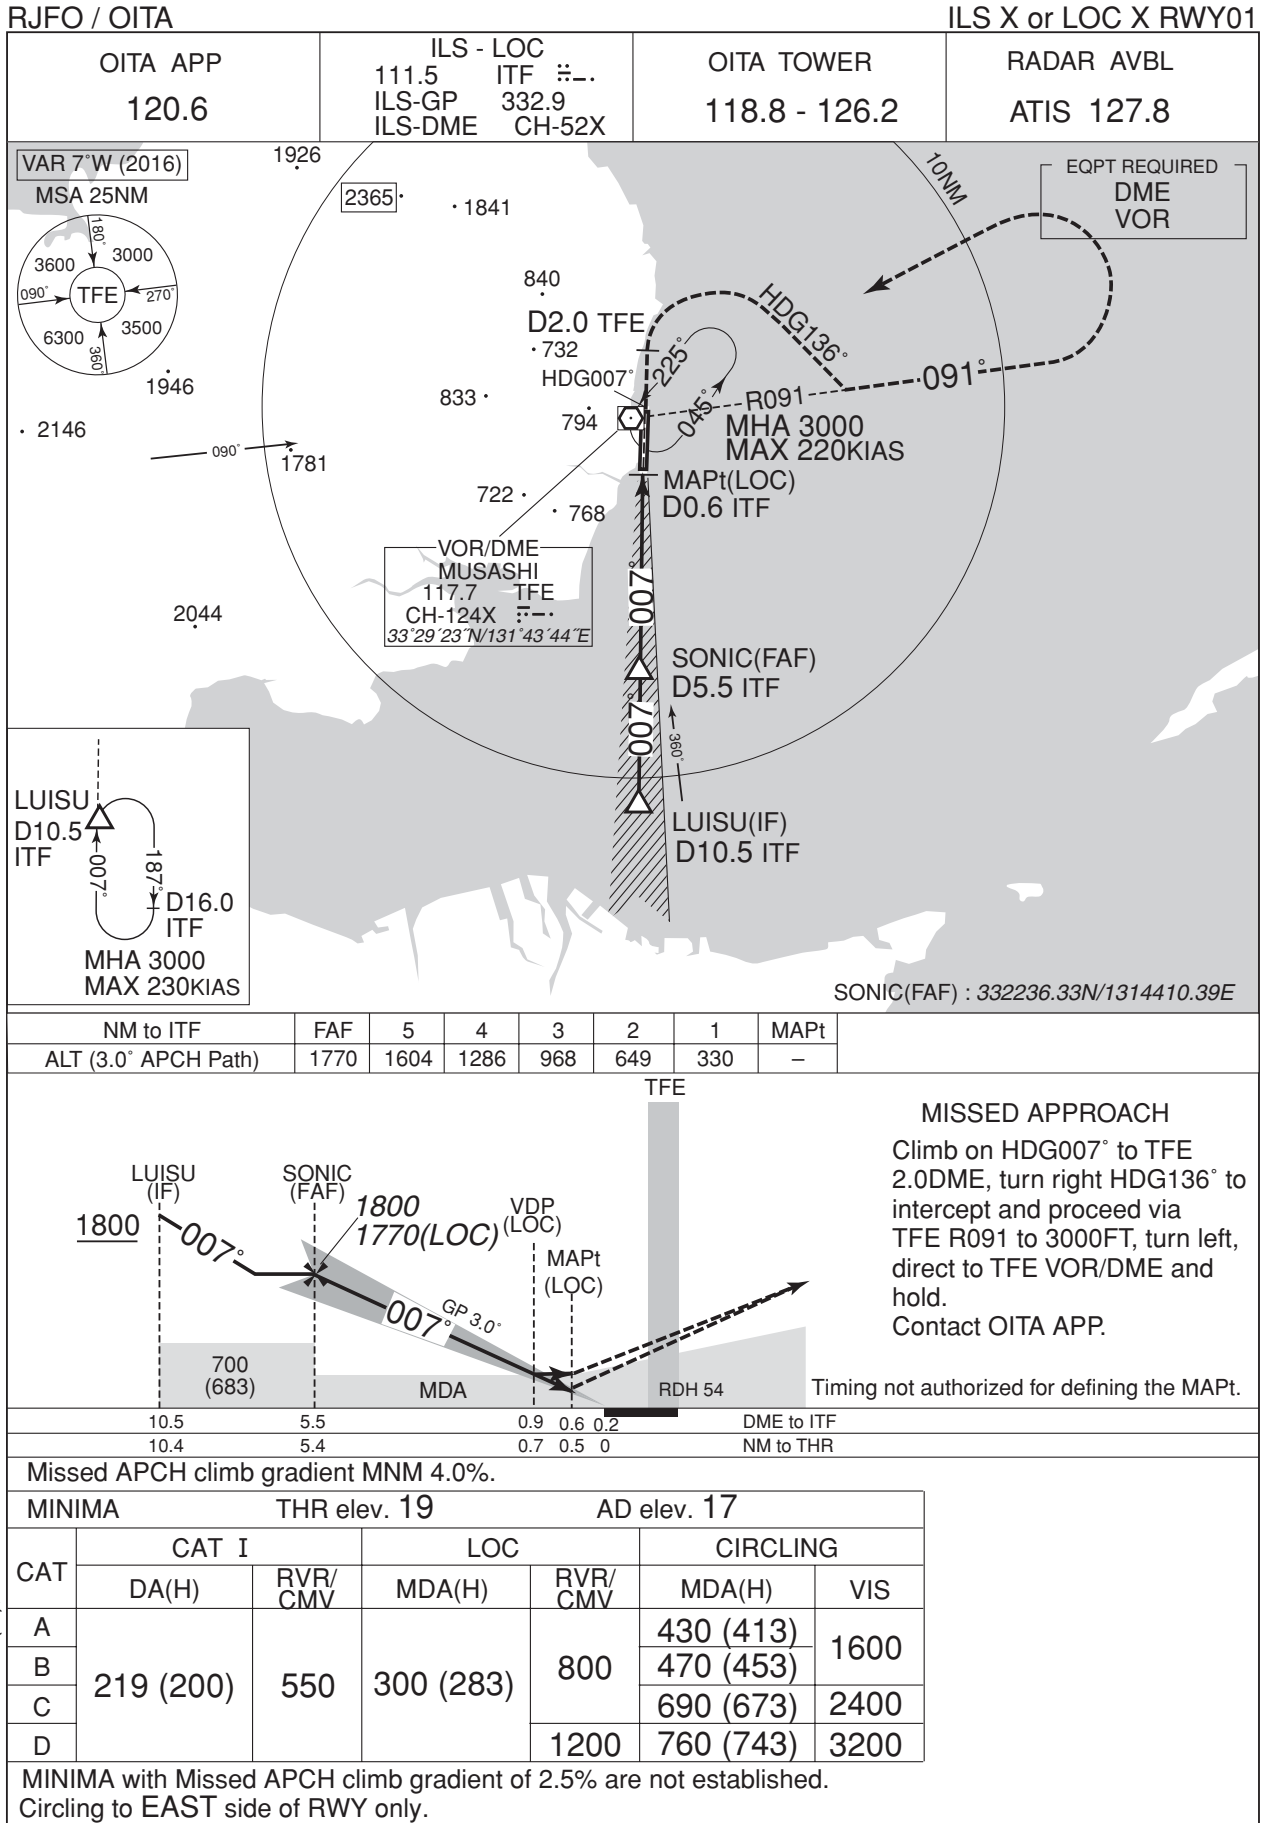 RJFO / OITA
ILS X or LOC X RWY01
OITA APP
120.6
ILS - LOC
111.5 ITF
ILS-GP 332.9
ILS-DME CH-52X
OITA TOWER
118.8 - 126.2
RADAR AVBL
ATIS 127.8
VAR 7°W (2016)
MSA 25NM
180°
3600
3000
090°
TFE
270°
6300
3500
360°
1926
2365
1841
10NM
EQPT REQUIRED
DME
VOR
840
D2.0 TFE
732
HDG007°
HDG136°
225°
045°
091°
R091
MHA 3000
MAX 220KIAS
1946
2146
833
794
090°
1781
722
768
MAPt(LOC)
D0.6 ITF
VOR/DME
MUSASHI
117.7 TFE
CH-124X
33°29´23˝N/131°43´44˝E
2044
007°
SONIC(FAF)
D5.5 ITF
007°
360°
LUISU(IF)
D10.5 ITF
LUISU
D10.5
ITF
007°
187°
D16.0
ITF
MHA 3000
MAX 230KIAS
SONIC(FAF) : 332236.33N/1314410.39E
NM to ITF FAF 5 4 3 2 1 MAPt
ALT (3.0° APCH Path) 1770 1604 1286 968 649 330 –
TFE
LUISU
(IF)
SONIC
(FAF)
1800
1800
1770(LOC)
VDP
(LOC)
MAPt
(LOC)
007°
007°
GP 3.0°
700
(683)
MDA
RDH 54
MISSED APPROACH
Climb on HDG007° to TFE
2.0DME, turn right HDG136° to
intercept and proceed via
TFE R091 to 3000FT, turn left,
direct to TFE VOR/DME and
hold.
Contact OITA APP.
Timing not authorized for defining the MAPt.
10.5 5.5 0.9 0.6 0.2 DME to ITF
10.4 5.4 0.7 0.5 0 NM to THR
Missed APCH climb gradient MNM 4.0%.
MINIMA THR elev. 19 AD elev. 17
CAT CAT I LOC CIRCLING
DA(H) RVR/CMV MDA(H) RVR/CMV MDA(H) VIS
A 430 (413) 1600
B 219 (200) 550 300 (283) 800 470 (453)
C 690 (673) 2400
D 1200 760 (743) 3200
MINIMA with Missed APCH climb gradient of 2.5% are not established.
Circling to EAST side of RWY only.